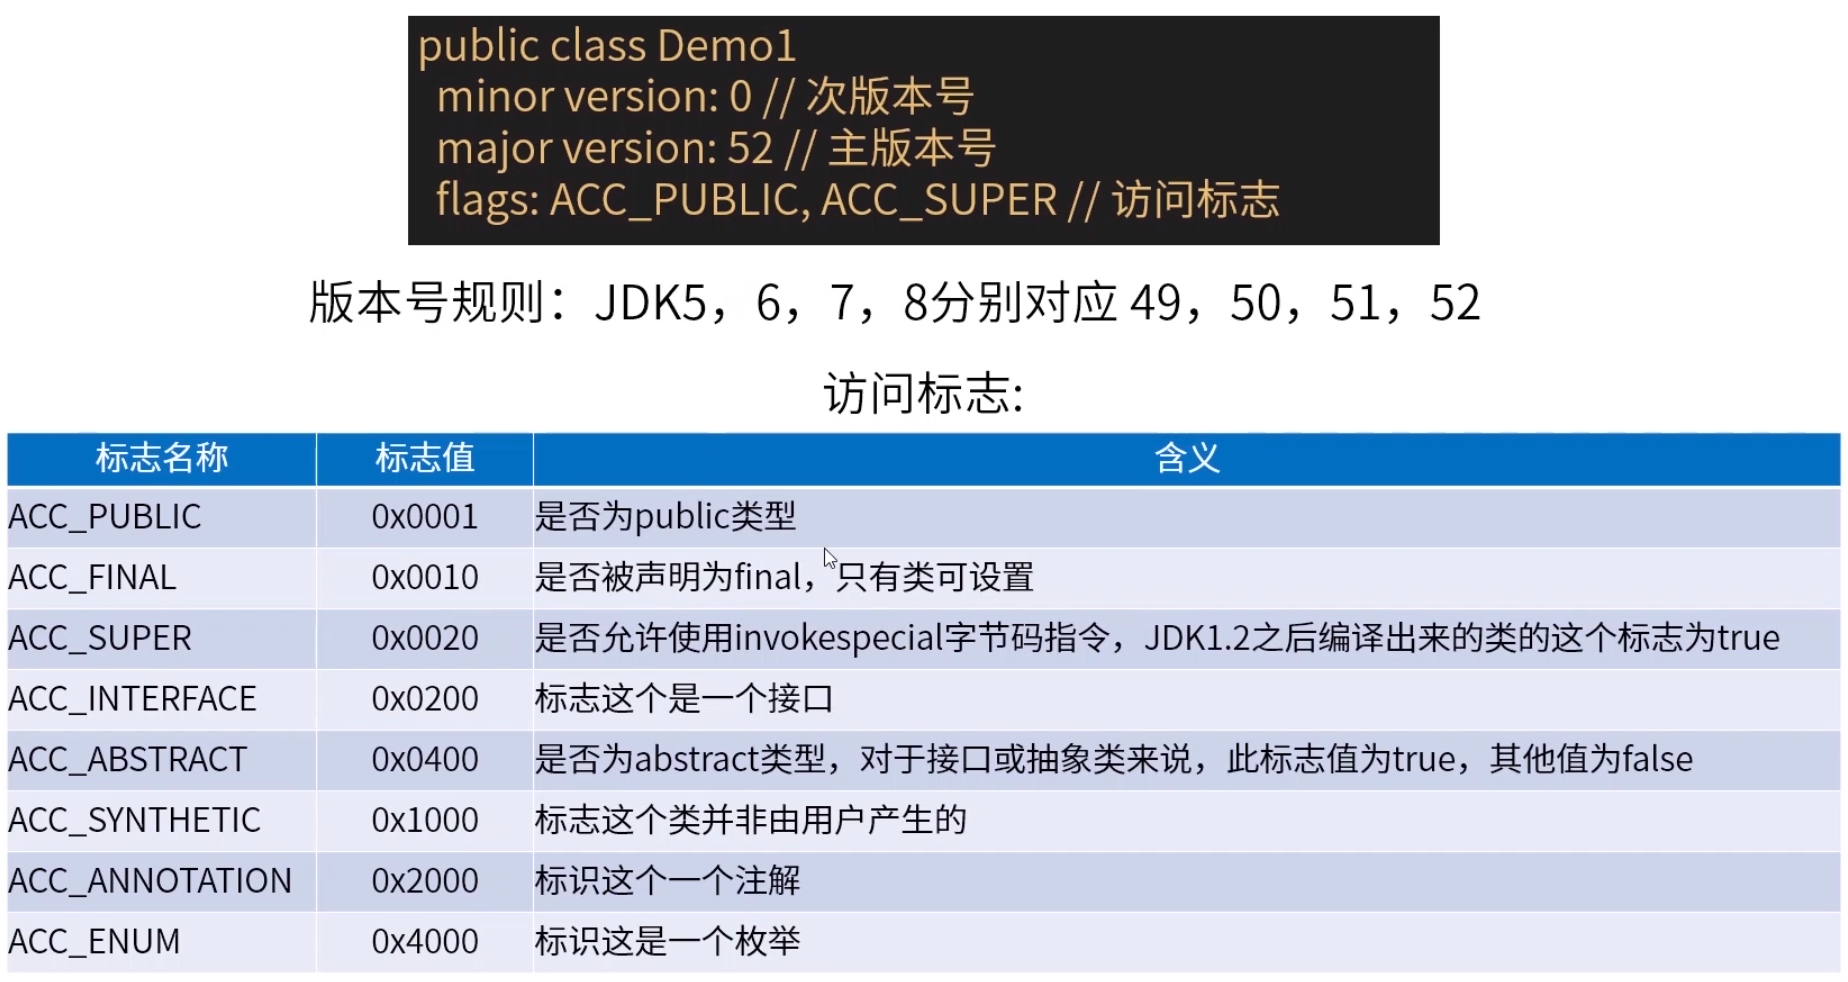 public class Demo1
minor version: 0 // 次版本号
major version: 52 // 主版本号
flags: ACC_PUBLIC, ACC_SUPER // 访问标志
版本号规则：JDK5，6，7，8分别对应 49，50，51，52
访问标志:
标志名称 标志值 含义
ACC_PUBLIC 0x0001 是否为public类型
ACC_FINAL 0x0010 是否被声明为final，只有类可设置
ACC_SUPER 0x0020 是否允许使用invokespecial字节码指令，JDK1.2之后编译出来的类的这个标志为true
ACC_INTERFACE 0x0200 标志这个是一个接口
ACC_ABSTRACT 0x0400 是否为abstract类型，对于接口或抽象类来说，此标志值为true，其他值为false
ACC_SYNTHETIC 0x1000 标志这个类并非由用户产生的
ACC_ANNOTATION 0x2000 标识这个一个注解
ACC_ENUM 0x4000 标识这是一个枚举